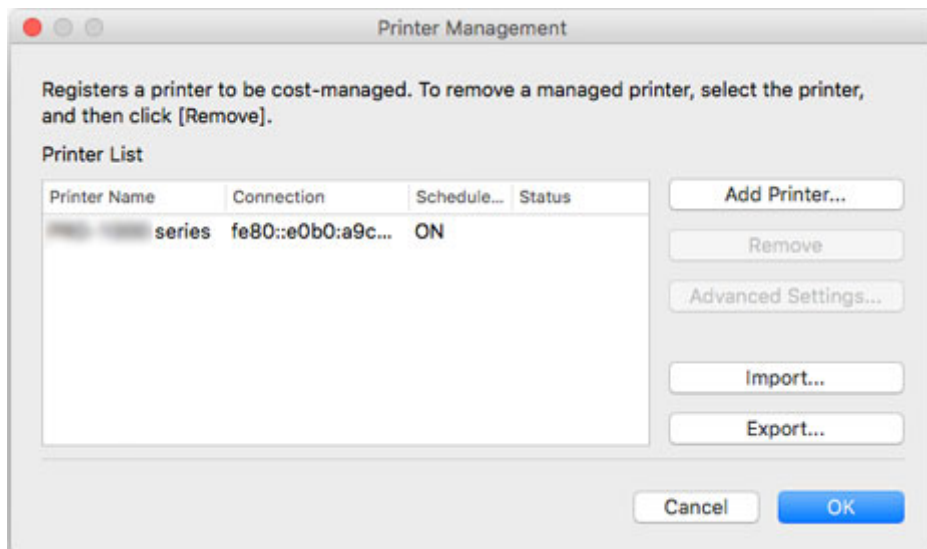 Printer Management
Registers a printer to be cost-managed. To remove a managed printer, select the printer,
and then click [Remove].
Printer List
Printer Name Connection Schedule... Status
series fe80::e0b0:a9c... ON
Add Printer...
Remove
Advanced Settings...
Import...
Export...
Cancel OK